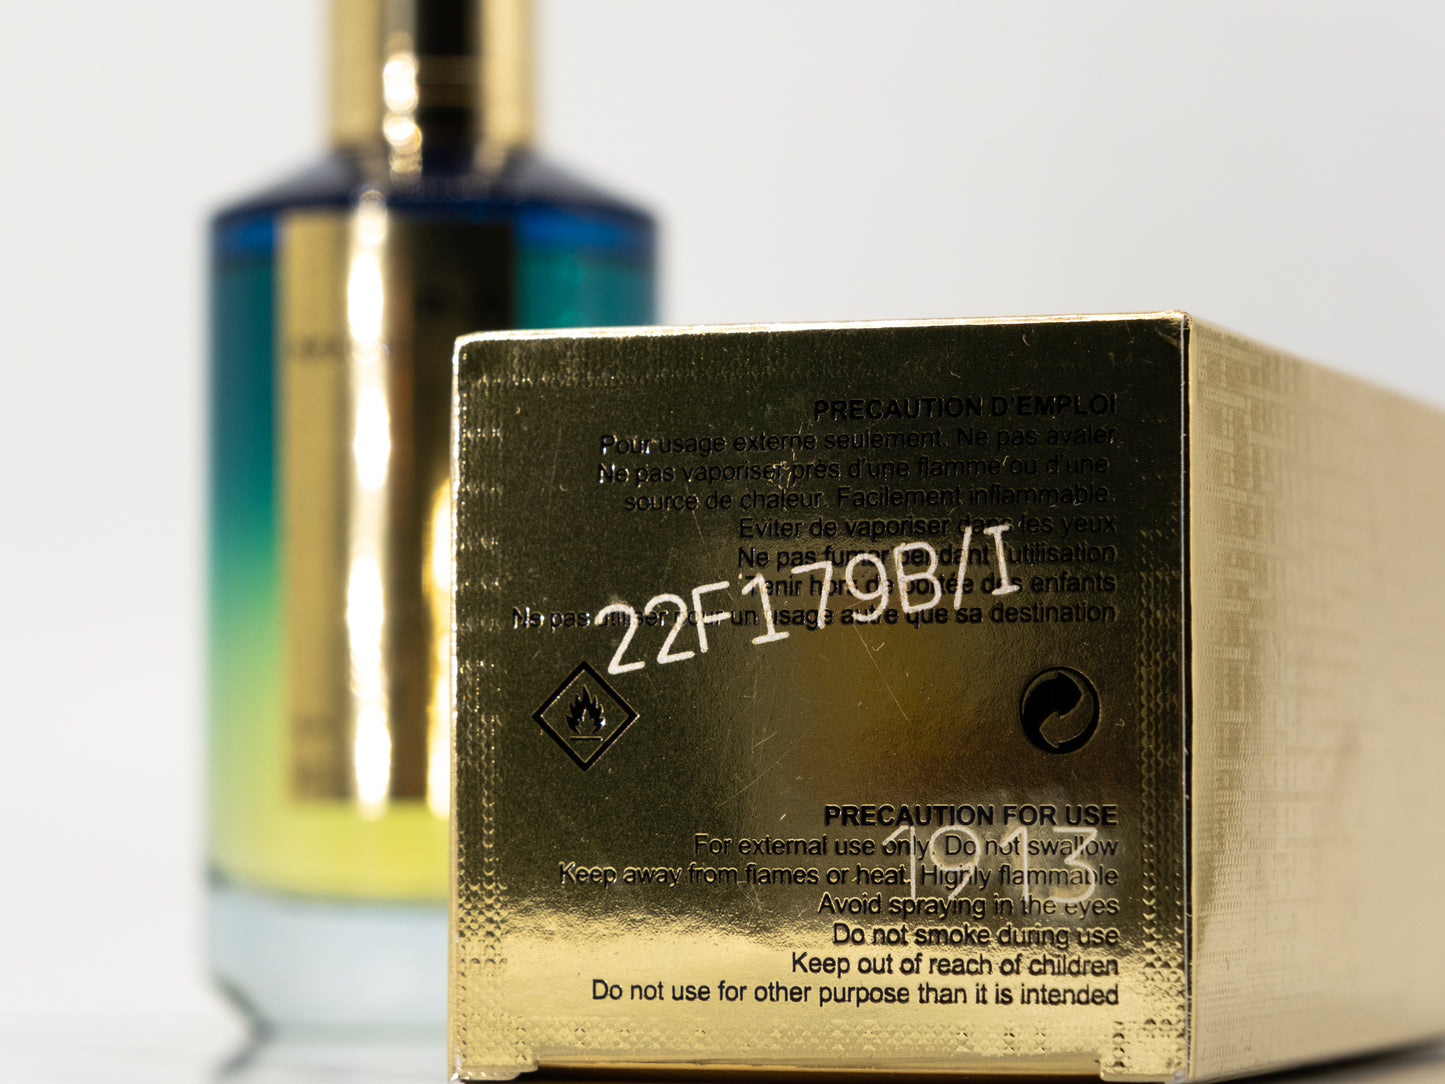 PRECAUTION D'EMPLOI
Pour usage externe seulement. Ne pas avaler
Ne pas vaporiser près d'une flamme ou d'une
source de chaleur. Facilement inflammable.
Eviter de vaporiser dans les yeux
Ne pas fumer pendant l'utilisation
Tenir hors de portée des enfants
Ne pas utiliser pour un usage autre que sa destination
22F179B/I
PRECAUTION FOR USE
For external use only. Do not swallow
Keep away from flames or heat. Highly flammable
Avoid spraying in the eyes
Do not smoke during use
Keep out of reach of children
Do not use for other purpose than it is intended
1913